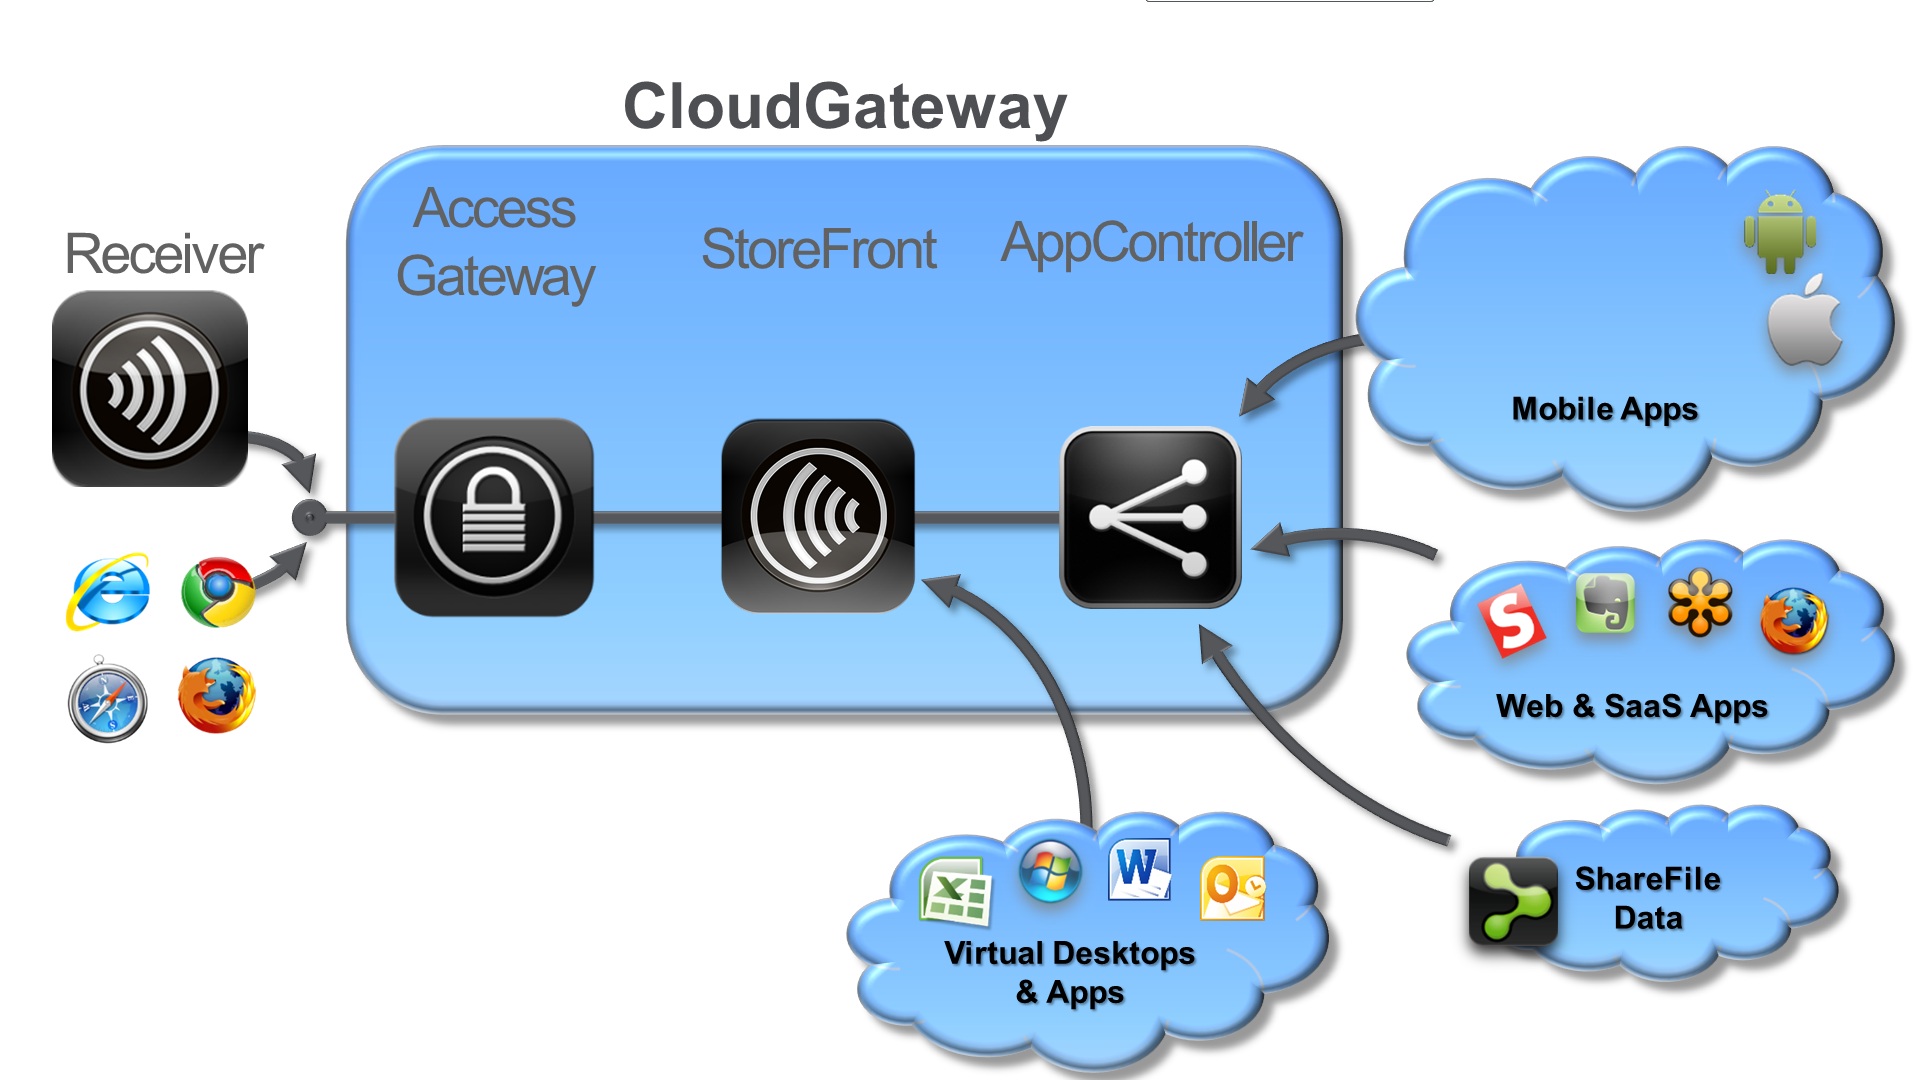 CloudGateway
Receiver
Access
Gateway
StoreFront
AppController
Mobile Apps
Web & SaaS Apps
ShareFile
Data
Virtual Desktops
& Apps